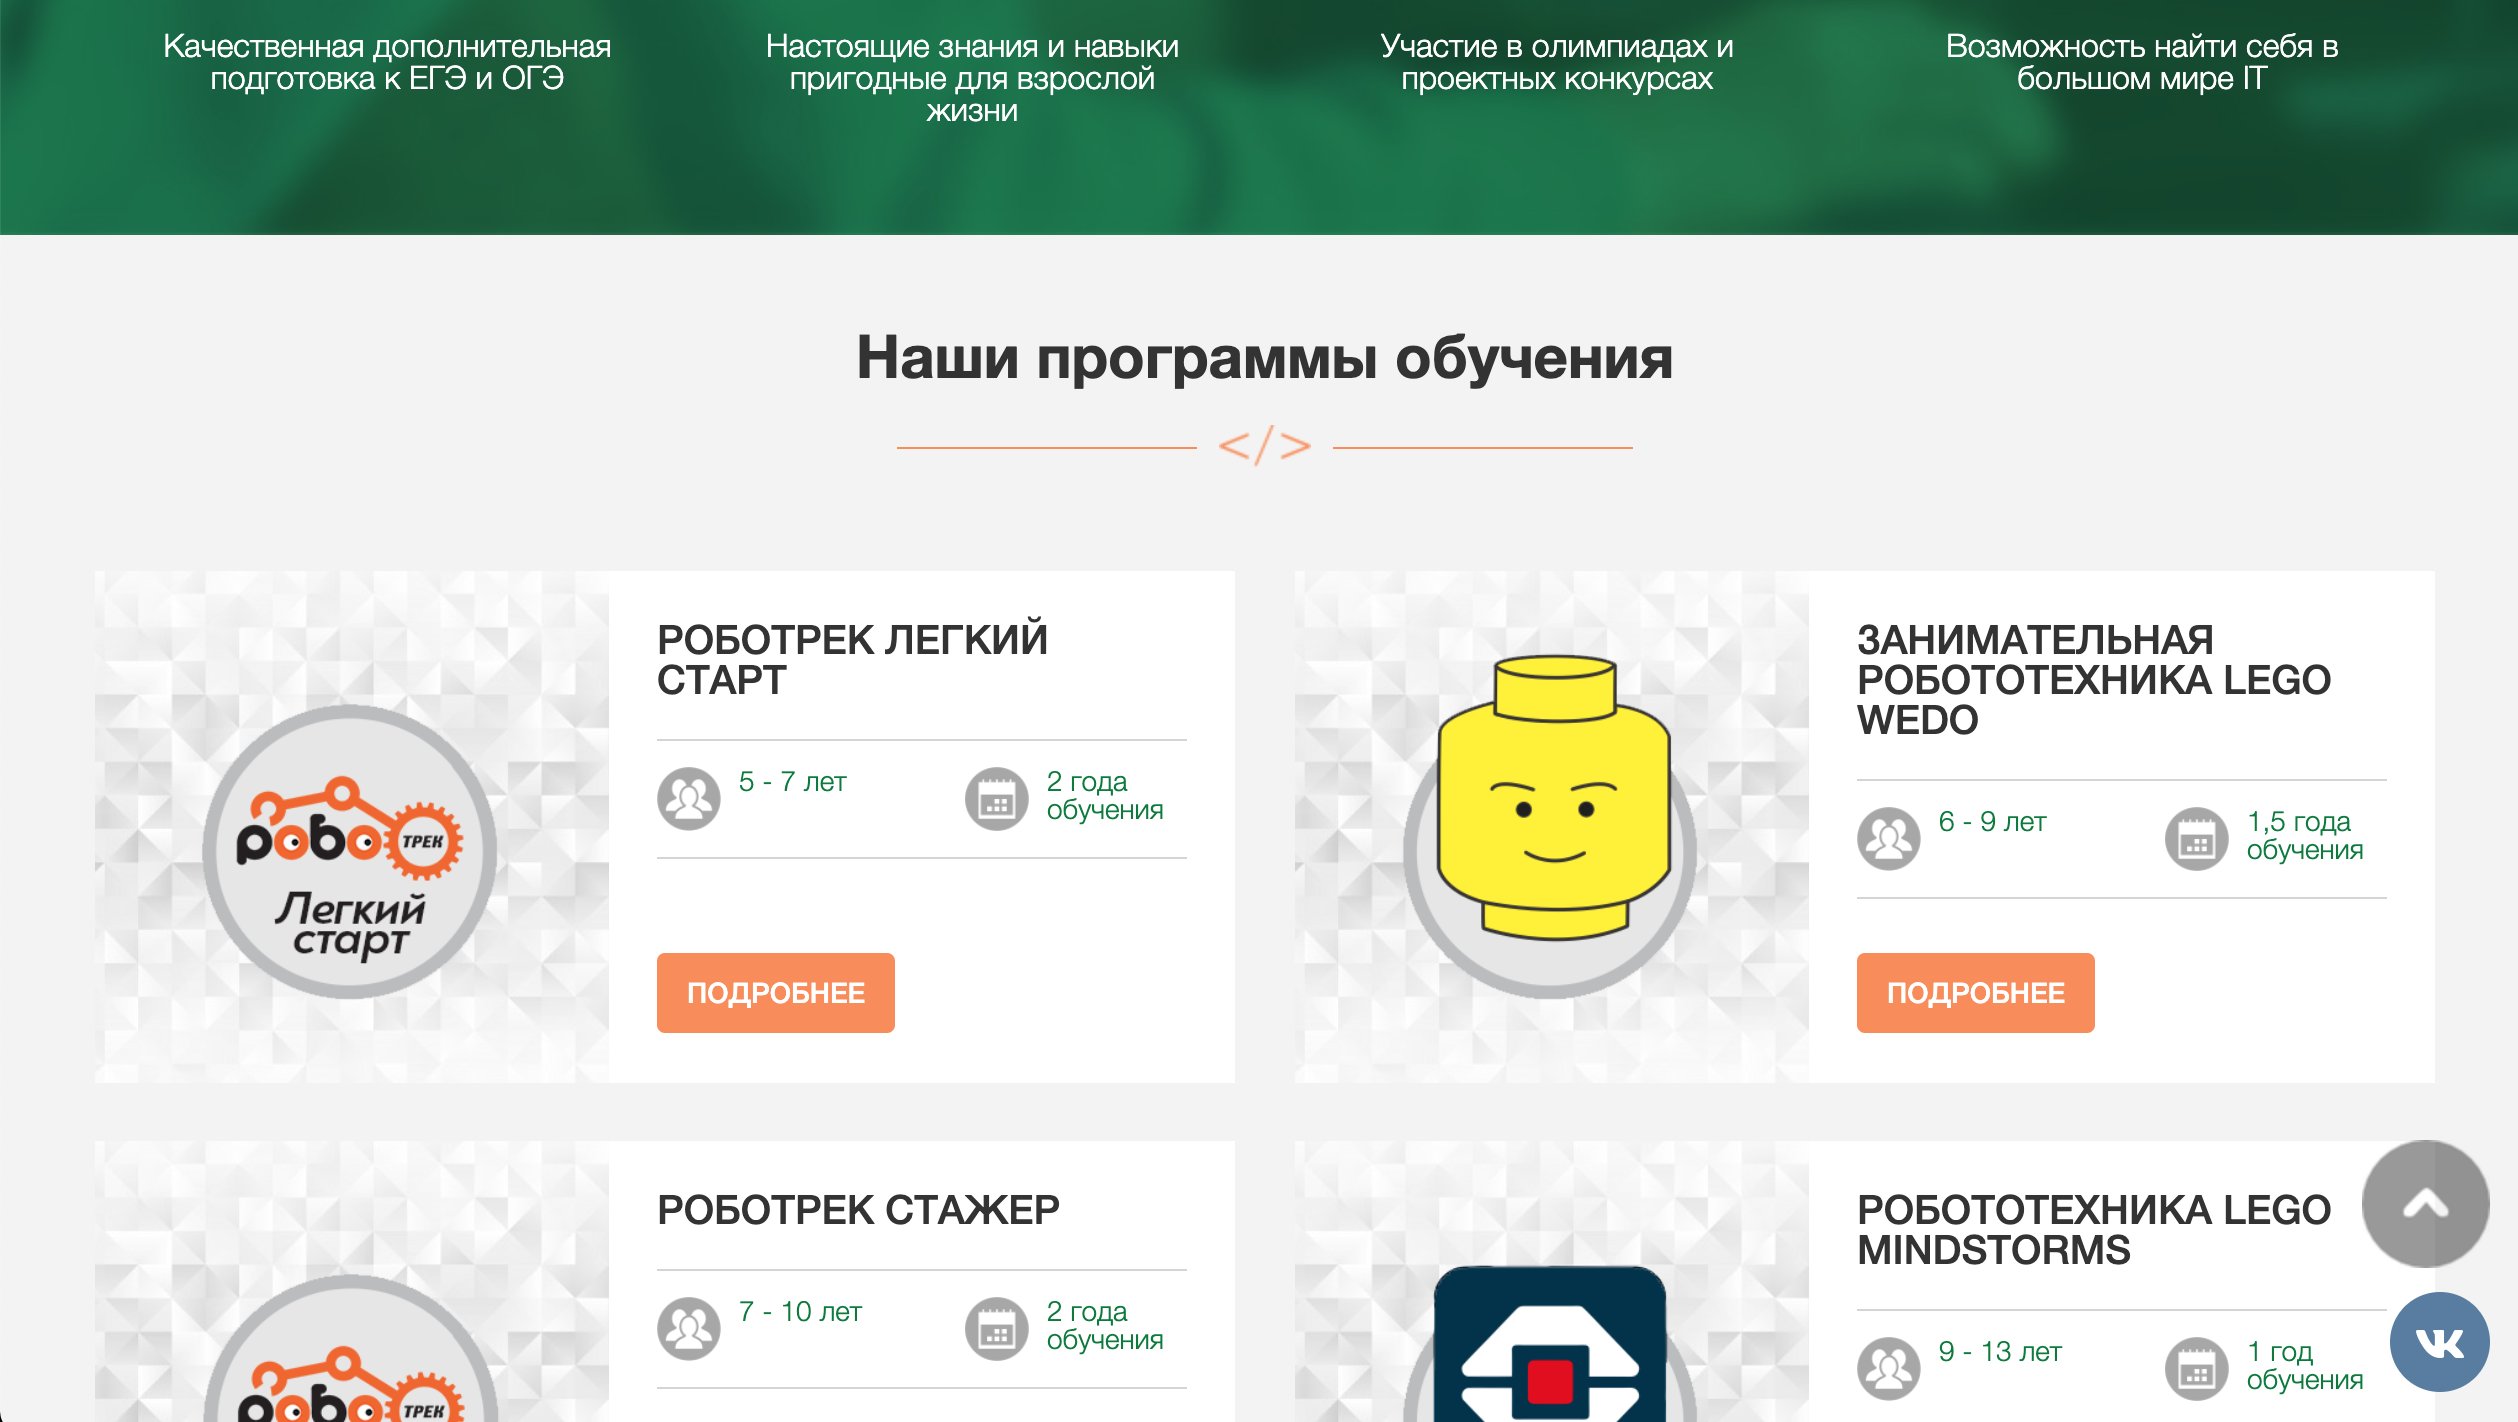 Качественная дополнительная
подготовка к ЕГЭ и ОГЭ
Настоящие знания и навыки
пригодные для взрослой
жизни
Участие в олимпиадах и
проектных конкурсах
Возможность найти себя в
большом мире IT
Наши программы обучения
</>
робо ТРЕК
Легкий
старт
РОБОТРЕК ЛЕГКИЙ
СТАРТ
5 - 7 лет
2 года
обучения
ПОДРОБНЕЕ
ЗАНИМАТЕЛЬНАЯ
РОБОТОТЕХНИКА LEGO
WEDO
6 - 9 лет
1,5 года
обучения
ПОДРОБНЕЕ
робо ТРЕК
РОБОТРЕК СТАЖЕР
7 - 10 лет
2 года
обучения
РОБОТОТЕХНИКА LEGO
MINDSTORMS
9 - 13 лет
1 год
обучения